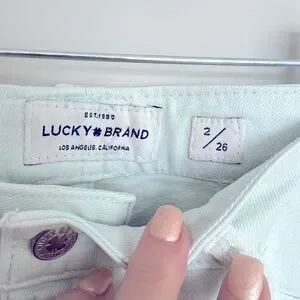 EST.1990
LUCKY BRAND
LOS ANGELES, CALIFORNIA
2/26